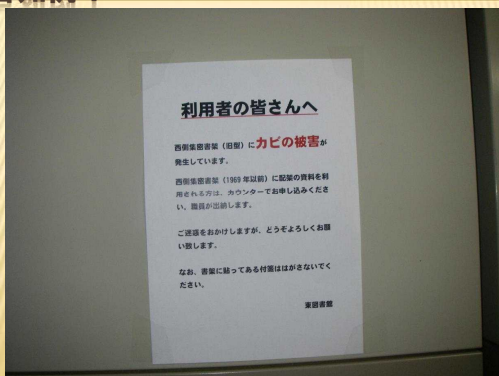 利用者の皆さんへ
西側集密書架（旧型）にカビの被害が
発生しています。
西側集密書架（1969年以前）に配架の資料を利
用される方は、カウンターでお申し込みくださ
い。職員が出納します。
ご迷惑をおかけしますが、どうぞよろしくお願
い致します。
なお、書架に貼ってある付箋ははがさないでく
ださい。
東図書館